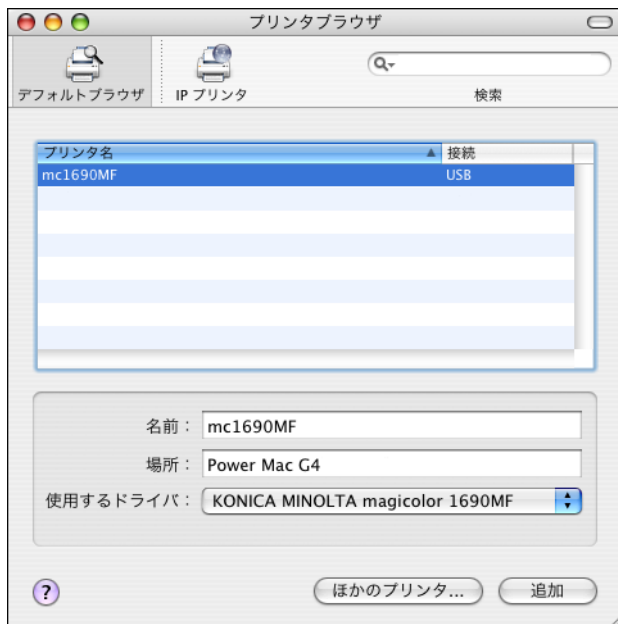 プリンタブラウザ
デフォルトブラウザ
IP プリンタ
検索
プリンタ名 接続
mc1690MF USB
名前： mc1690MF
場所： Power Mac G4
使用するドライバ： KONICA MINOLTA magicolor 1690MF
? ほかのプリンタ... 追加